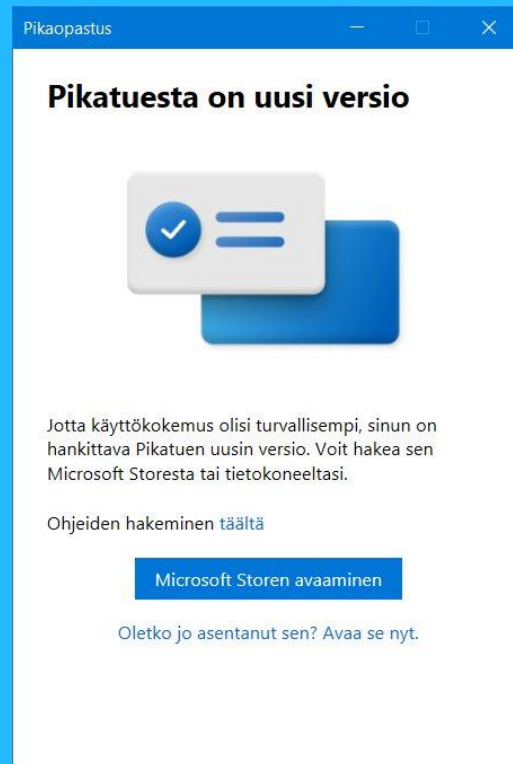 Pikaopastus
Pikatuesta on uusi versio
Jotta käyttökokemus olisi turvallisempi, sinun on
hankittava Pikatuen uusin versio. Voit hakea sen
Microsoft Storesta tai tietokoneeltasi.
Ohjeiden hakeminen täältä
Microsoft Storen avaaminen
Oletko jo asentanut sen? Avaa se nyt.